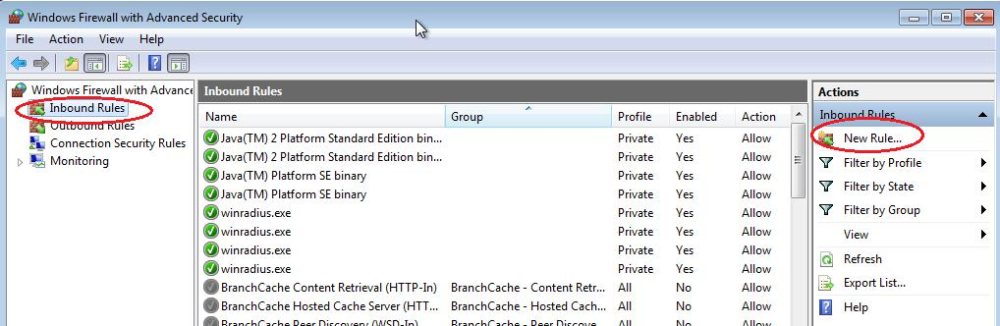 Windows Firewall with Advanced Security
File Action View Help
Windows Firewall with Advance
Inbound Rules
Outbound Rules
Connection Security Rules
Monitoring
Inbound Rules
Name Group Profile Enabled Action
Java(TM) 2 Platform Standard Edition bin... Private Yes Allow
Java(TM) 2 Platform Standard Edition bin... Private Yes Allow
Java(TM) Platform SE binary Private Yes Allow
Java(TM) Platform SE binary Private Yes Allow
winradius.exe Private Yes Allow
winradius.exe Private Yes Allow
winradius.exe Private Yes Allow
winradius.exe Private Yes Allow
BranchCache Content Retrieval (HTTP-In) BranchCache - Content Retr... All No Allow
BranchCache Hosted Cache Server (HTT... BranchCache - Hosted Cach... All No Allow
BranchCache Peer Discovery (WSD-In) BranchCache - Peer Discove... All No Allow
Actions
Inbound Rules
New Rule...
Filter by Profile
Filter by State
Filter by Group
View
Refresh
Export List...
Help